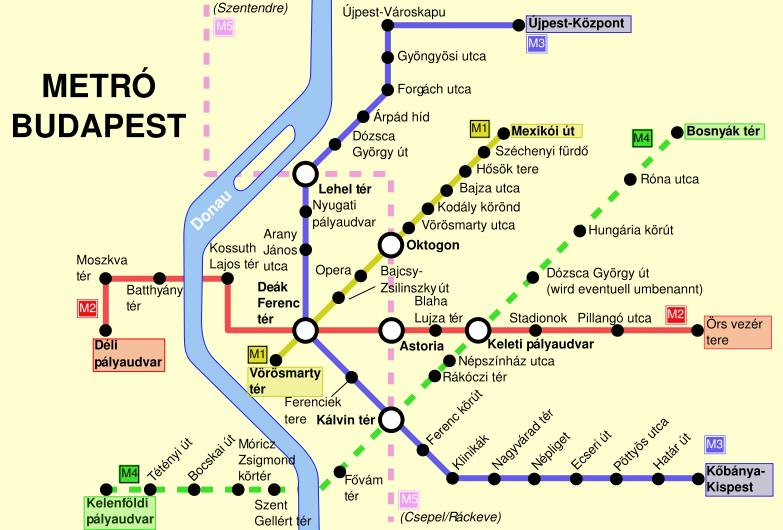 (Szentendre)
M5
METRÓ
BUDAPEST
Donau
Újpest-Városkapu
Újpest-Központ
M3
Gyöngyösi utca
Forgách utca
Árpád híd
Dózsca
György út
Lehel tér
Nyugati
pályaudvar
Arany
János
utca
M1
Mexikói út
Széchenyi fürdő
Hősök tere
Bajza utca
Kodály körönd
Vörösmarty utca
Oktogon
Opera
Bajcsy-
Zsilinszky út
M4
Bosnyák tér
Róna utca
Hungária körút
Dózsca György út
(wird eventuell umbenannt)
Moszkva
tér
Batthyány
tér
Kossuth
Lajos tér
Deák
Ferenc
tér
M2
Déli
pályaudvar
Blaha
Lujza tér
Astoria
Keleti pályaudvar
Stadionok
Pillangó utca
M2
Örs vezér
tere
M1
Vörösmarty
tér
Népszínház utca
Rákóczi tér
Ferenciek
tere
Kálvin tér
Ferenc körút
Klinikák
Nagyvárad tér
Népliget
Ecseri út
Pöttyös utca
Határ út
M3
Kőbánya-
Kispest
M4
Kelenföldi
pályaudvar
Tétényi út
Bocskai út
Móricz
Zsigmond
körtér
Szent
Gellért tér
Fővám
tér
M5
(Csepel/Ráckeve)